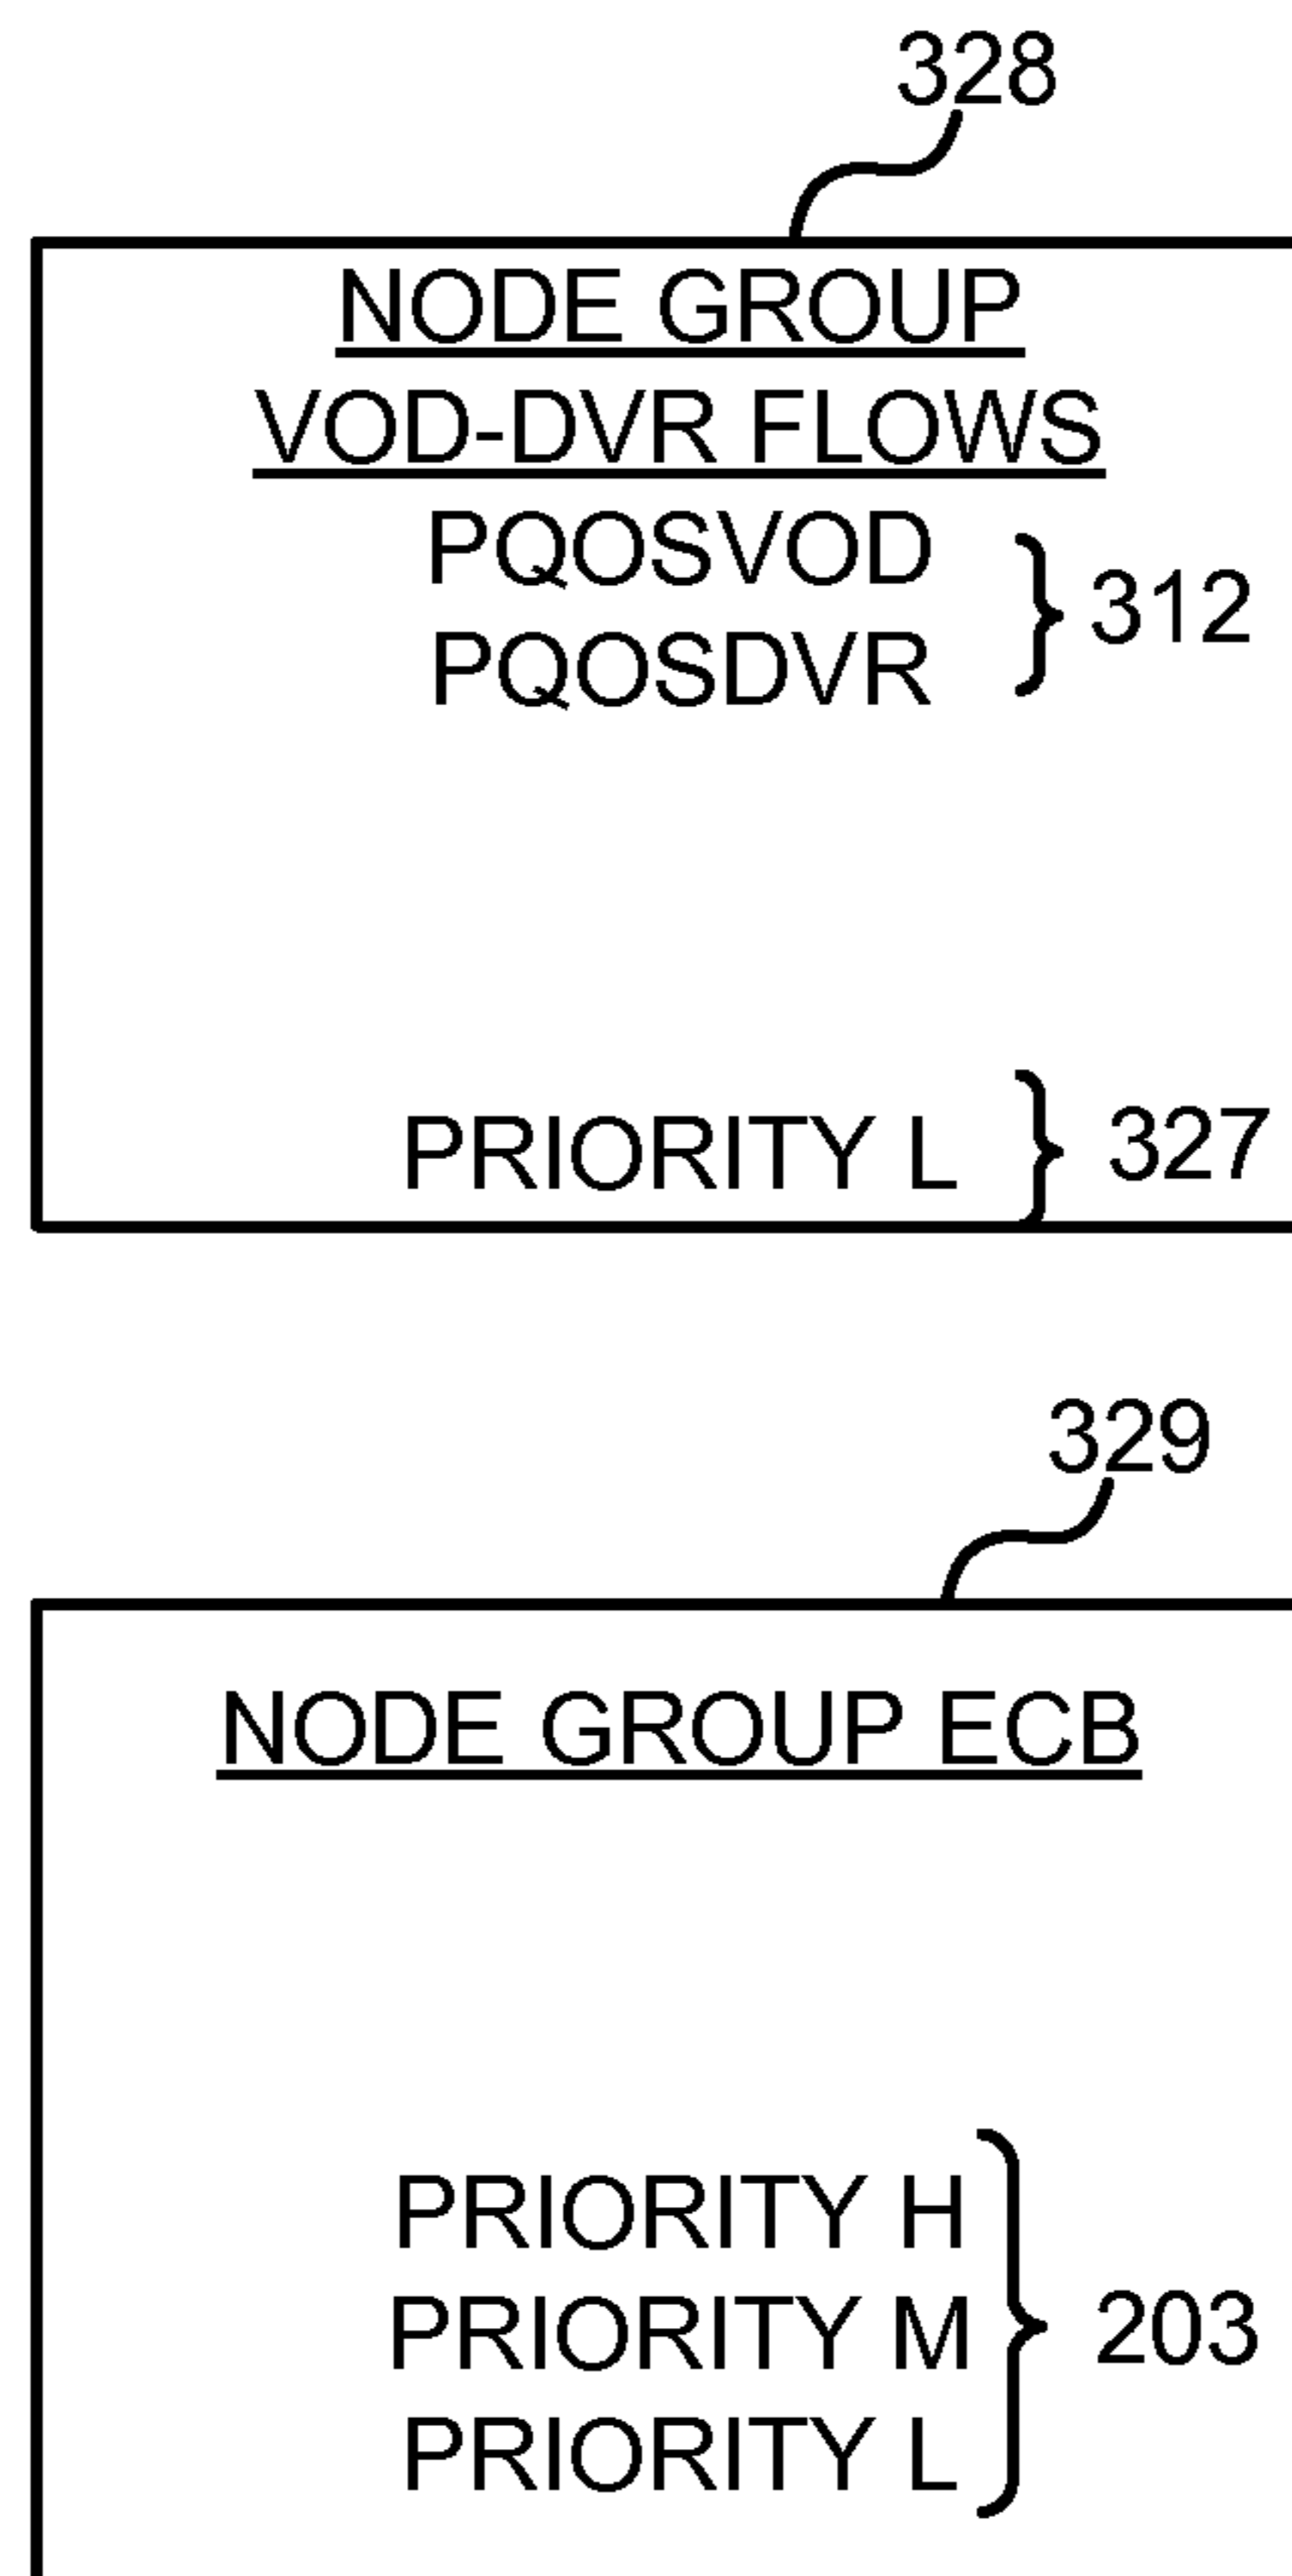 328
NODE GROUP
VOD-DVR FLOWS
PQOSVOD
PQOSDVR
312
PRIORITY L
327
329
NODE GROUP ECB
PRIORITY H
PRIORITY M
PRIORITY L
203